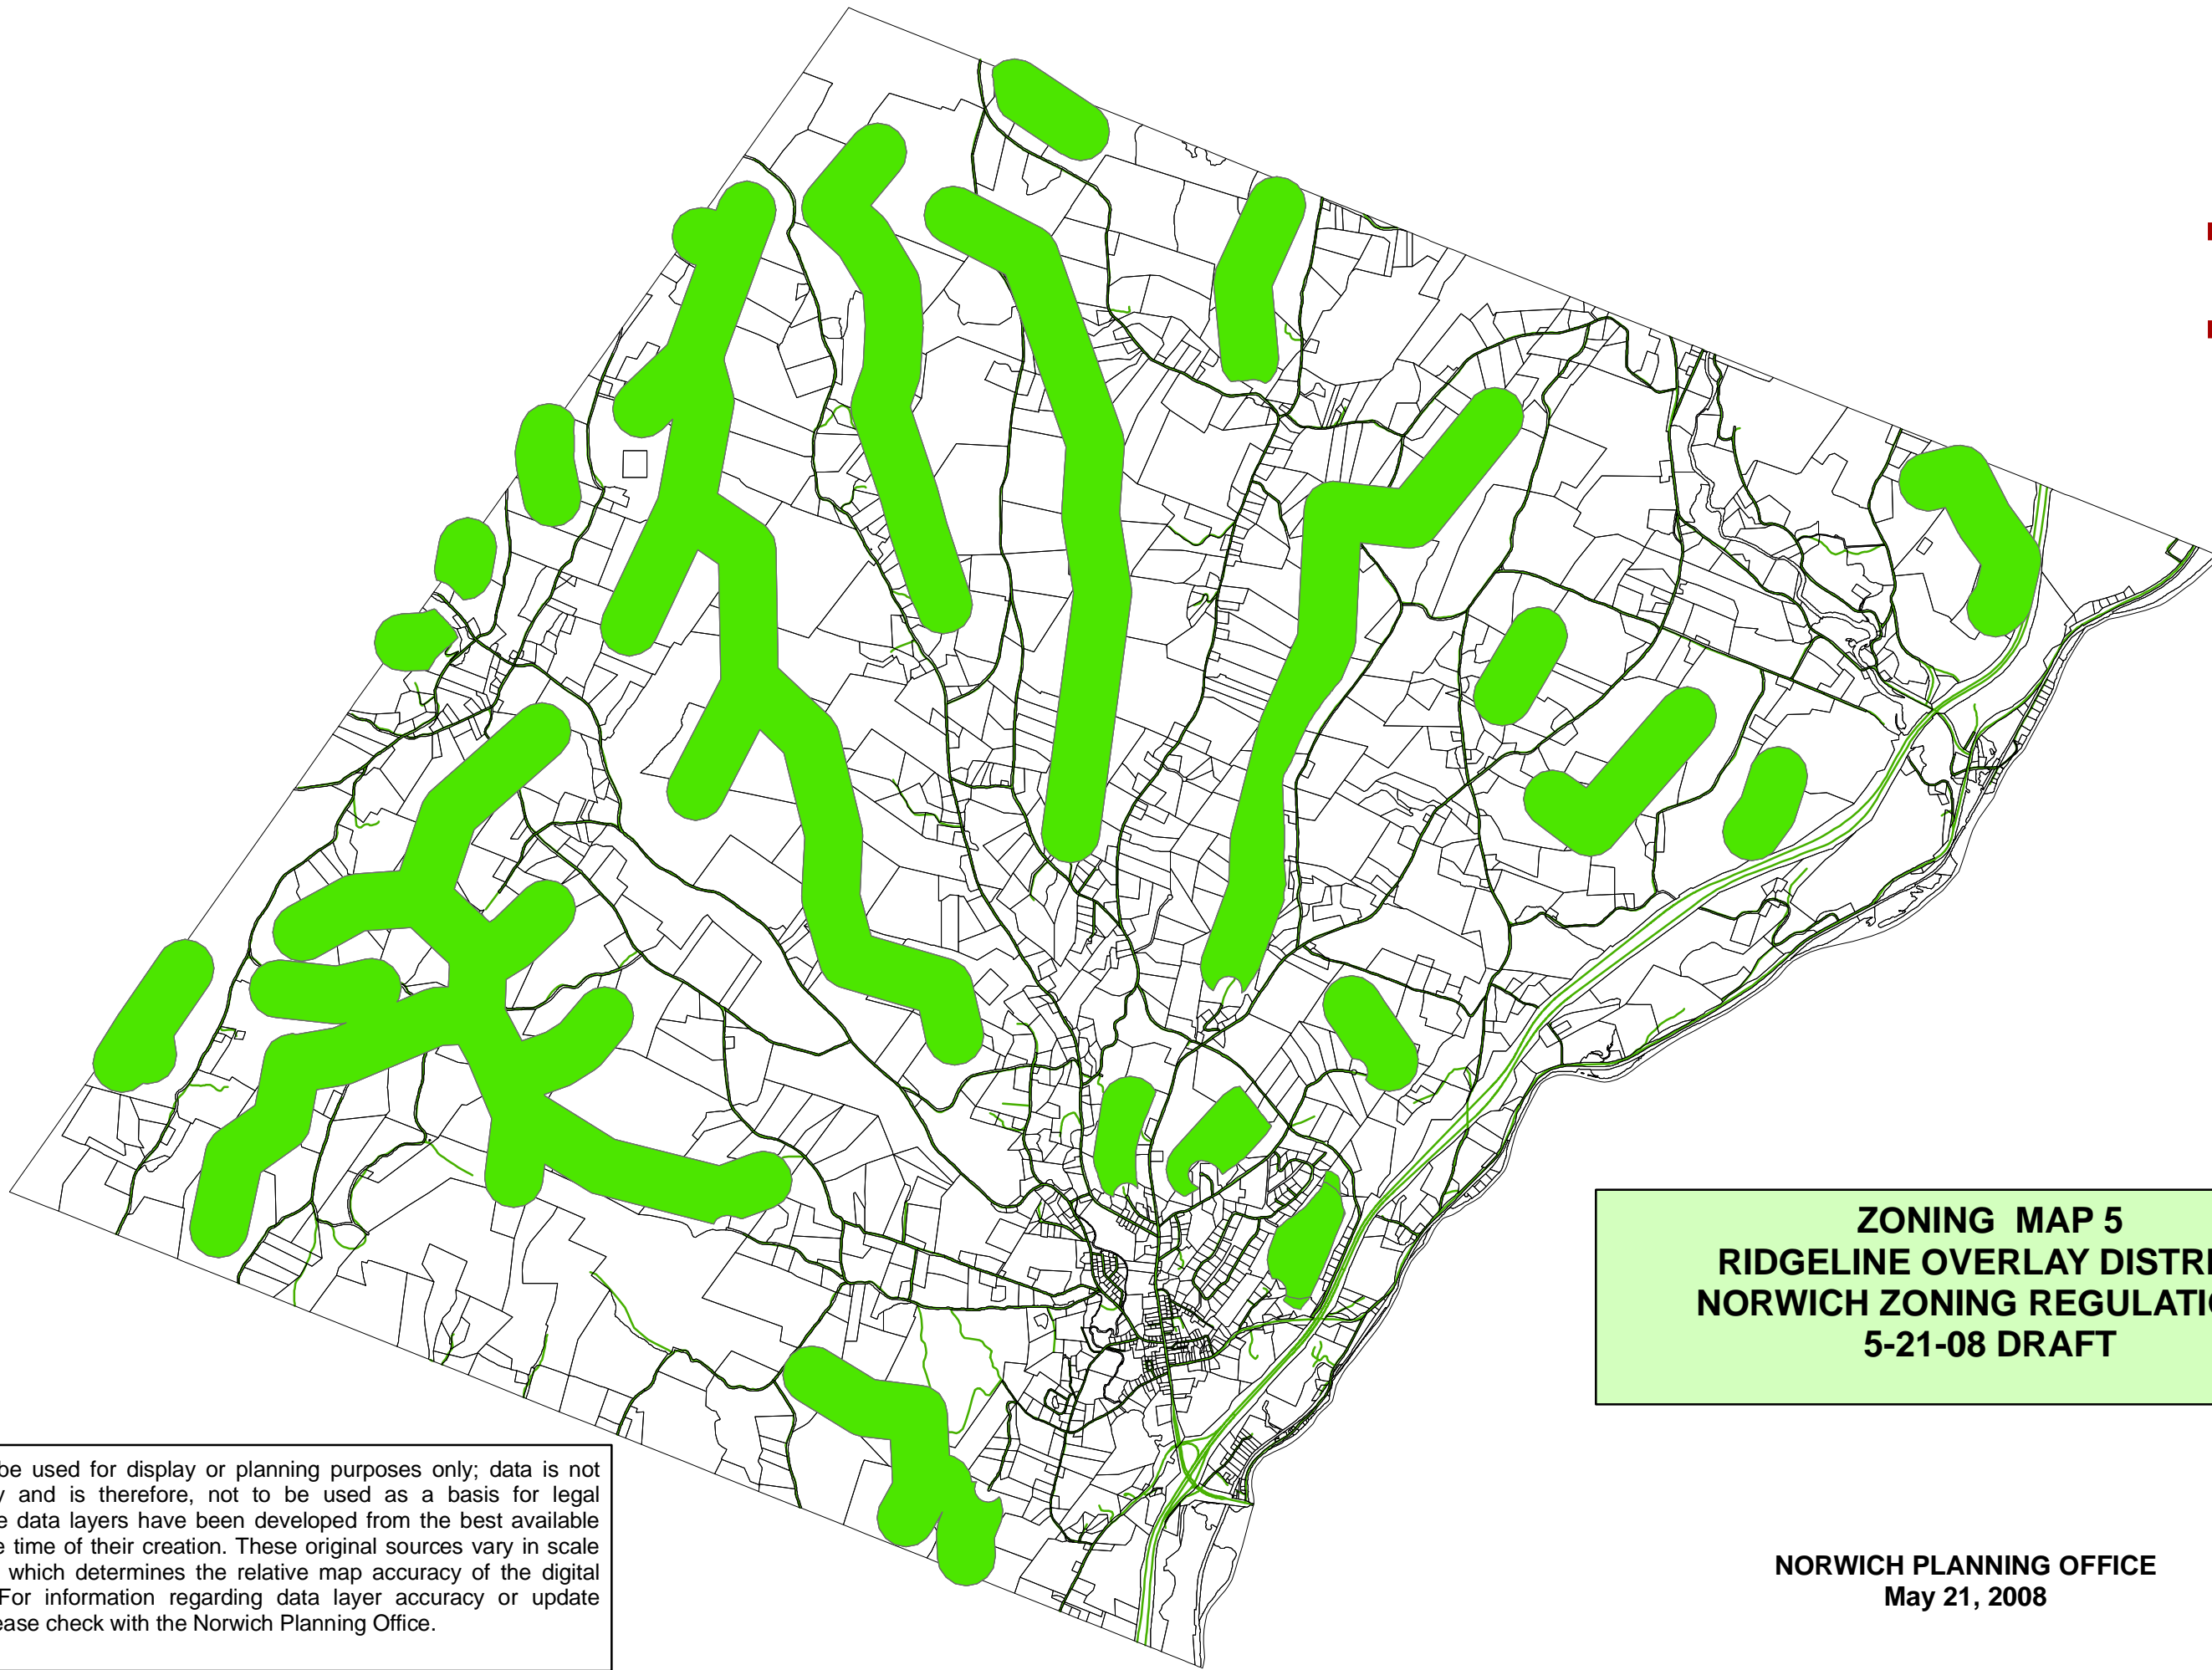 ZONING MAP 5
RIDGELINE OVERLAY
NORWICH ZONING
5-21-08 DRAFT
be used for display or planning purposes only; data is not
and is therefore, not to be used as a basis for legal
data layers have been developed from the best available
time of their creation. These original sources vary in scale
which determines the relative map accuracy of the digital
For information regarding data layer accuracy or update
check with the Norwich Planning Office.
NORWICH PLANNING OFFICE
May 21, 2008